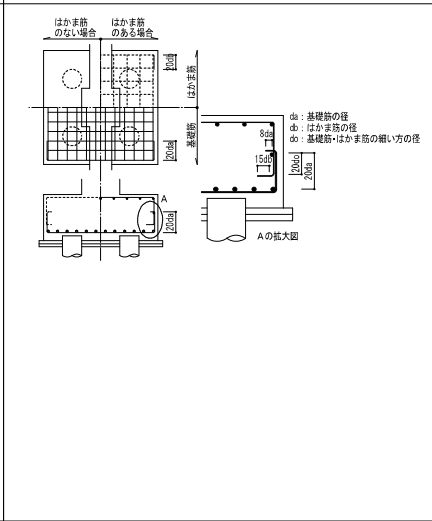 はかま筋
のない場合
はかま筋
のある場合
20db
はかま筋
基礎筋
20da
A
20da
8da
15db
20do
20da
da : 基礎筋の径
db : はかま筋の径
do : 基礎筋・はかま筋の細い方の径
Aの拡大図